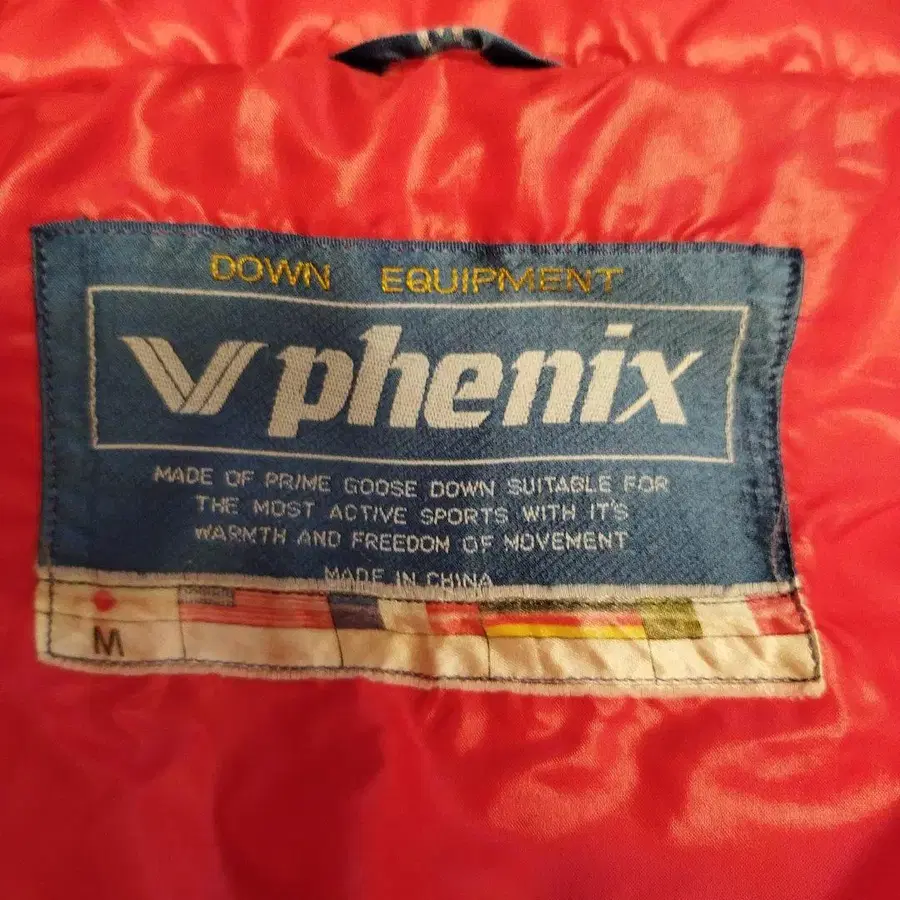 DOWN EQUIPMENT
phenix
MADE OF PRIME GOOSE DOWN SUITABLE FOR
THE MOST ACTIVE SPORTS WITH IT'S
WARMTH AND FREEDOM OF MOVEMENT
MADE IN CHINA
M